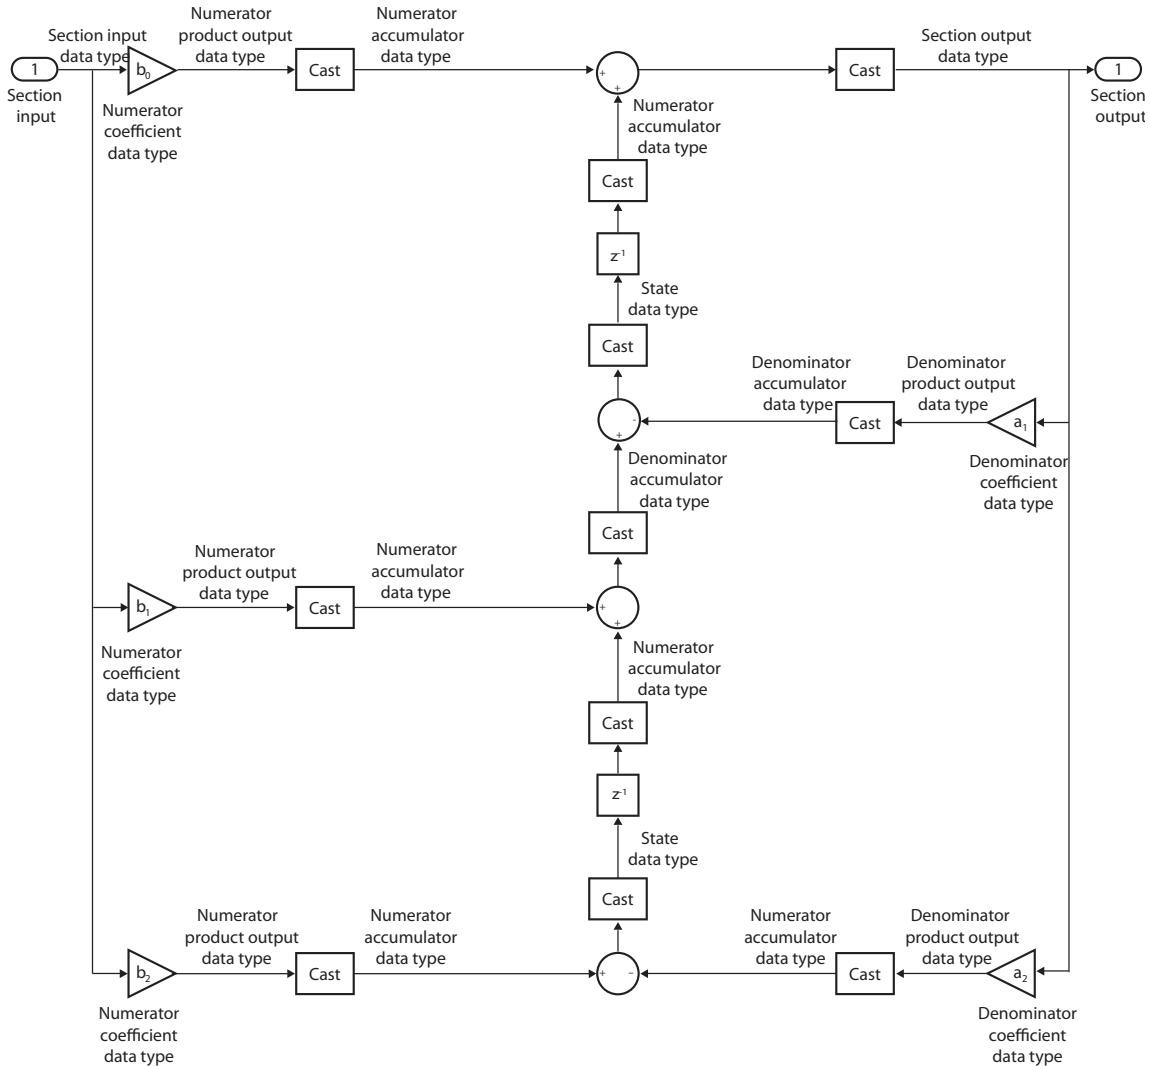 Section input
data type
1
Section
input
b0
Numerator
coefficient
data type
Numerator
product output
data type
Cast
Numerator
accumulator
data type
+
+
Cast
Section output
data type
1
Section
output
Numerator
accumulator
data type
Cast
z-1
State
data type
Cast
-
+
Denominator
accumulator
data type
Cast
Denominator
product output
data type
a1
Denominator
coefficient
data type
Denominator
accumulator
data type
Cast
b1
Numerator
coefficient
data type
Numerator
product output
data type
Cast
Numerator
accumulator
data type
+
+
Numerator
accumulator
data type
Cast
z-1
State
data type
Cast
b2
Numerator
coefficient
data type
Numerator
product output
data type
Cast
Numerator
accumulator
data type
+
-
Numerator
accumulator
data type
Cast
Denominator
product output
data type
a2
Denominator
coefficient
data type